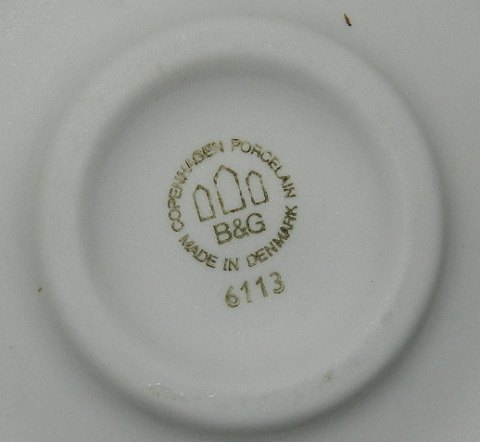 COPENHAGEN PORCELAIN
B&G
MADE IN DENMARK
6113